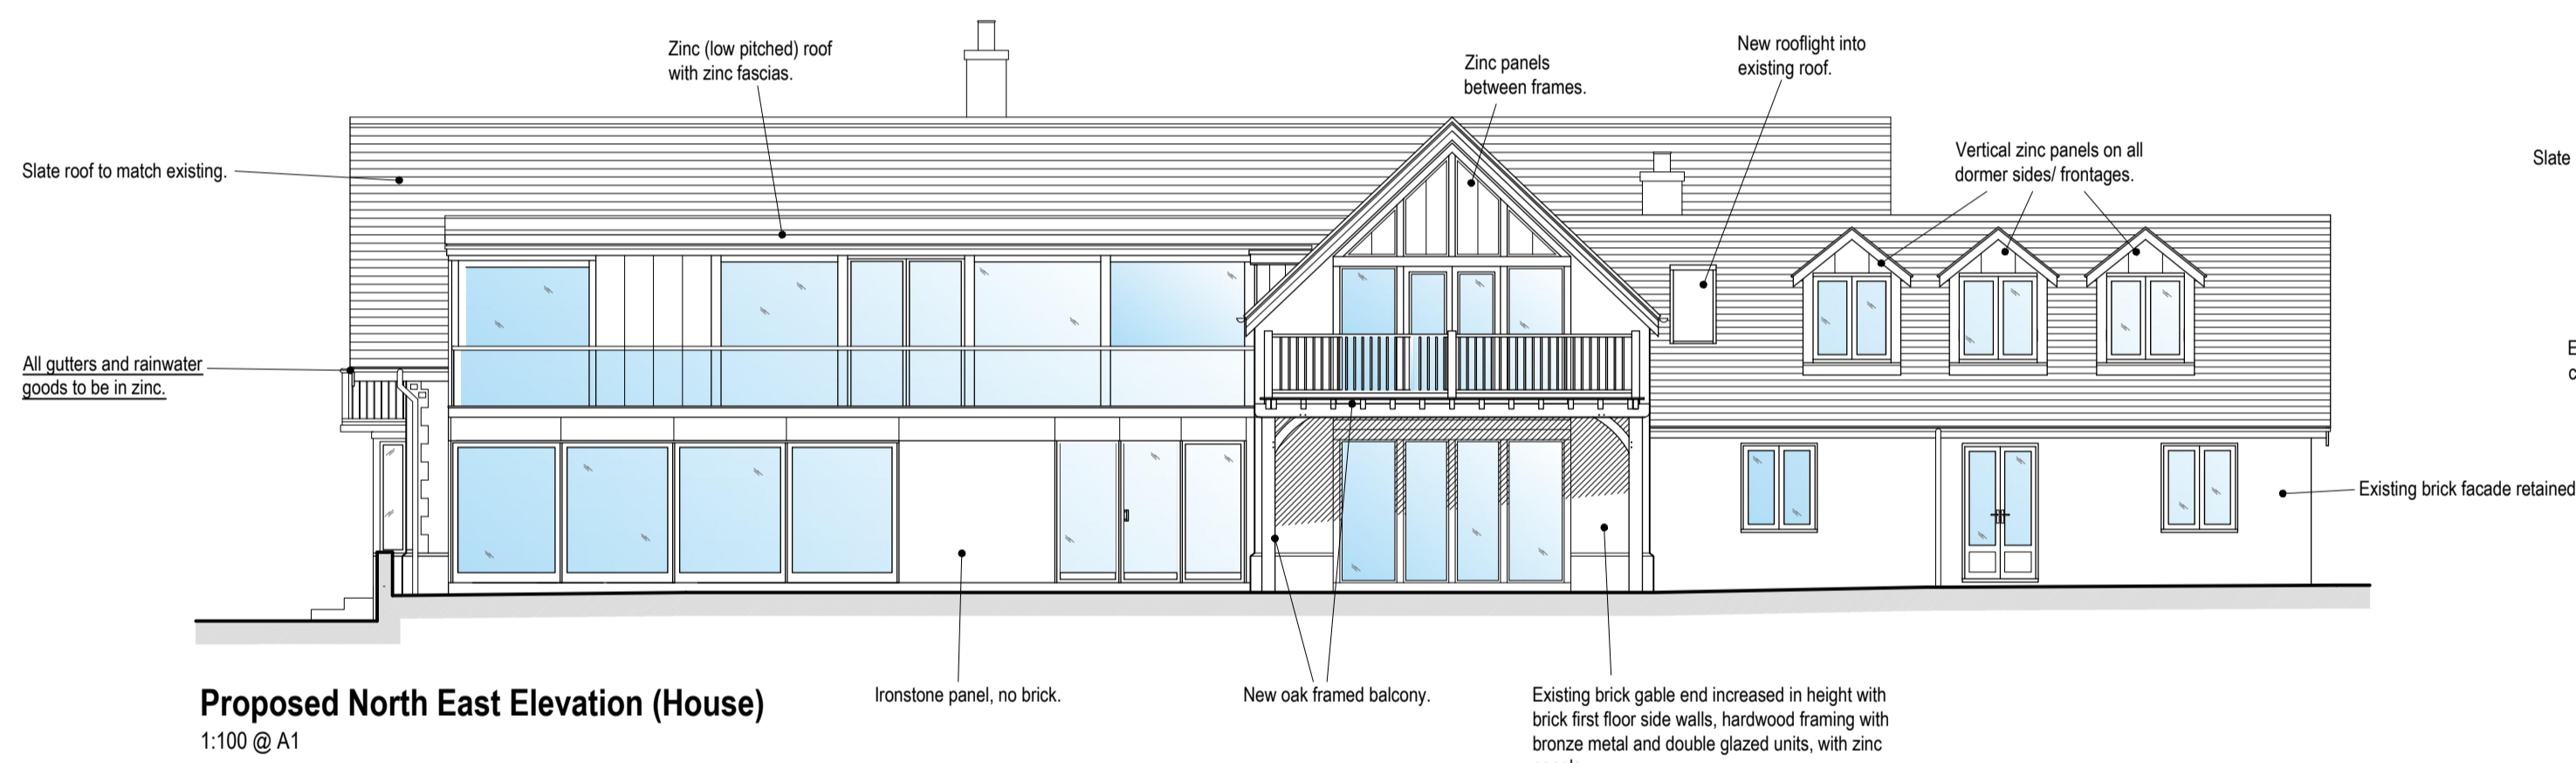 Zinc (low pitched) roof
with zinc fascias.
Zinc panels
between frames.
New rooflight into
existing roof.
Vertical zinc panels on all
dormer sides/ frontages.
Slate roof to match existing.
Slate
All gutters and rainwater
goods to be in zinc.
Existing brick facade retained
Ironstone panel, no brick.
New oak framed balcony.
Existing brick gable end increased in height with
brick first floor side walls, hardwood framing with
bronze metal and double glazed units, with zinc
Proposed North East Elevation (House)
1:100 @ A1